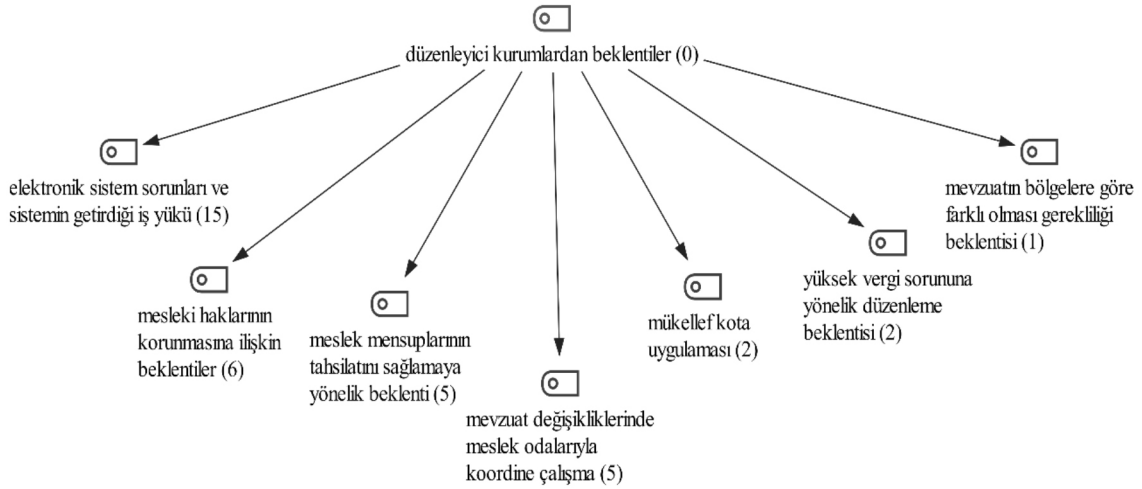 düzenleyici kurumlardan beklentiler (0)
elektronik sistem sorunları ve
sistemin getirdiği iş yükü (15)
mesleki haklarının
korunmasına ilişkin
beklentiler (6)
meslek mensuplarının
tahsilatını sağlamaya
yönelik beklenti (5)
mevzuat değişikliklerinde
meslek odalarıyla
koordine çalışma (5)
mükellef kota
uygulaması (2)
yüksek vergi sorununa
yönelik düzenleme
beklentisi (2)
mevzuatın bölgelere göre
farklı olması gerekliliği
beklentisi (1)